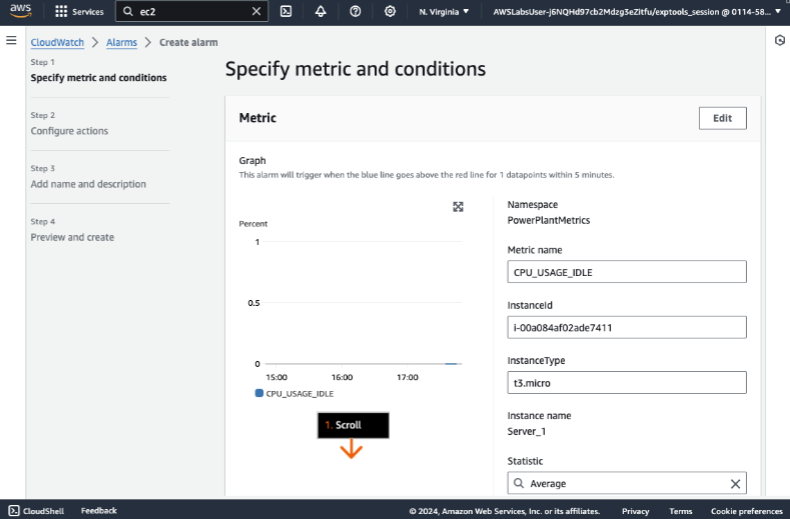 aws
Services
ec2
N. Virginia
AWSLabsUser-j6NQHd97cb2Mdzg3eZitfu/exptools_session @ 0114-58...
CloudWatch > Alarms > Create alarm
Step 1
Specify metric and conditions
Step 2
Configure actions
Step 3
Add name and description
Step 4
Preview and create
Specify metric and conditions
Metric
Edit
Graph
This alarm will trigger when the blue line goes above the red line for 1 datapoints within 5 minutes.
Percent
1
0.5
0
15:00 16:00 17:00
CPU_USAGE_IDLE
1. Scroll
Namespace
PowerPlantMetrics
Metric name
CPU_USAGE_IDLE
InstanceId
i-00a084af02ade7411
InstanceType
t3.micro
Instance name
Server_1
Statistic
Average
CloudShell Feedback © 2024, Amazon Web Services, Inc. or its affiliates. Privacy Terms Cookie preferences